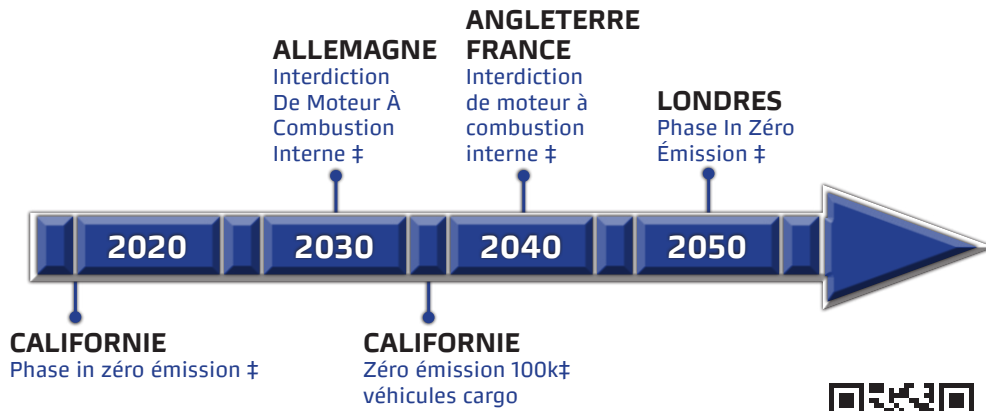 ALLEMAGNE
Interdiction
De Moteur À
Combustion
Interne ‡
ANGLETERRE
FRANCE
Interdiction
de moteur à
combustion
interne ‡
LONDRES
Phase In Zéro
Émission ‡
2020
2030
2040
2050
CALIFORNIE
Phase in zéro émission ‡
CALIFORNIE
Zéro émission 100k‡
véhicules cargo